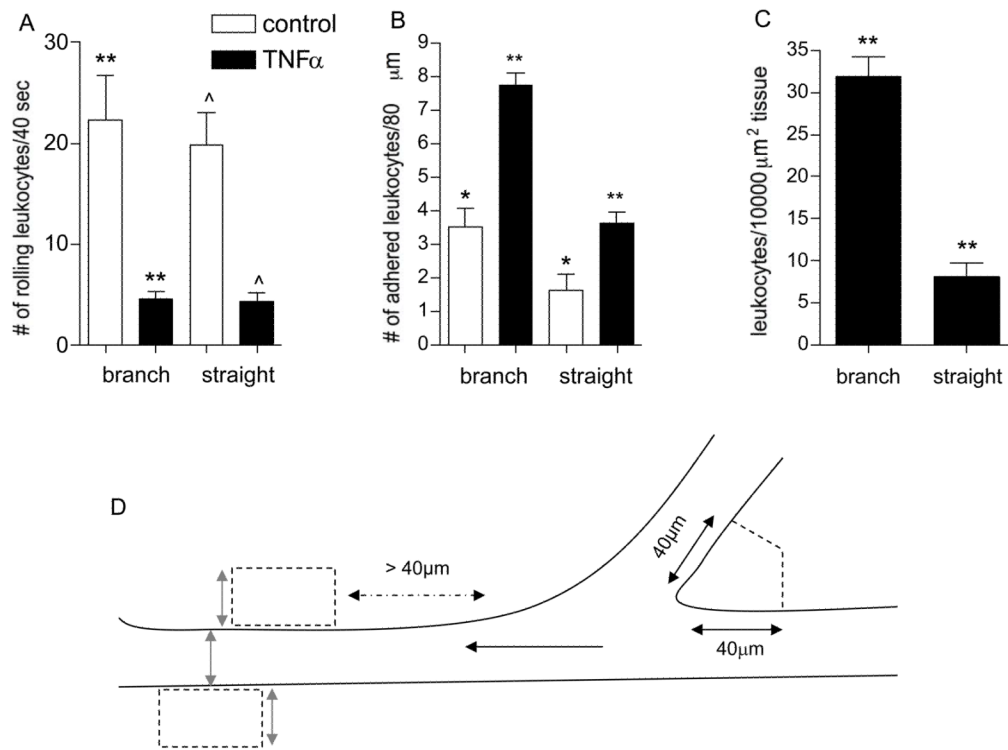 A
control
TNFα
# of rolling leukocytes/40 sec
30
20
10
0
**
**
^
^
branch
straight
B
# of adhered leukocytes/80 μm
9
8
7
6
5
4
3
2
1
0
*
**
*
**
branch
straight
C
leukocytes/10000μm² tissue
35
30
25
20
15
10
5
0
**
**
branch
straight
D
> 40μm
40μm
40μm